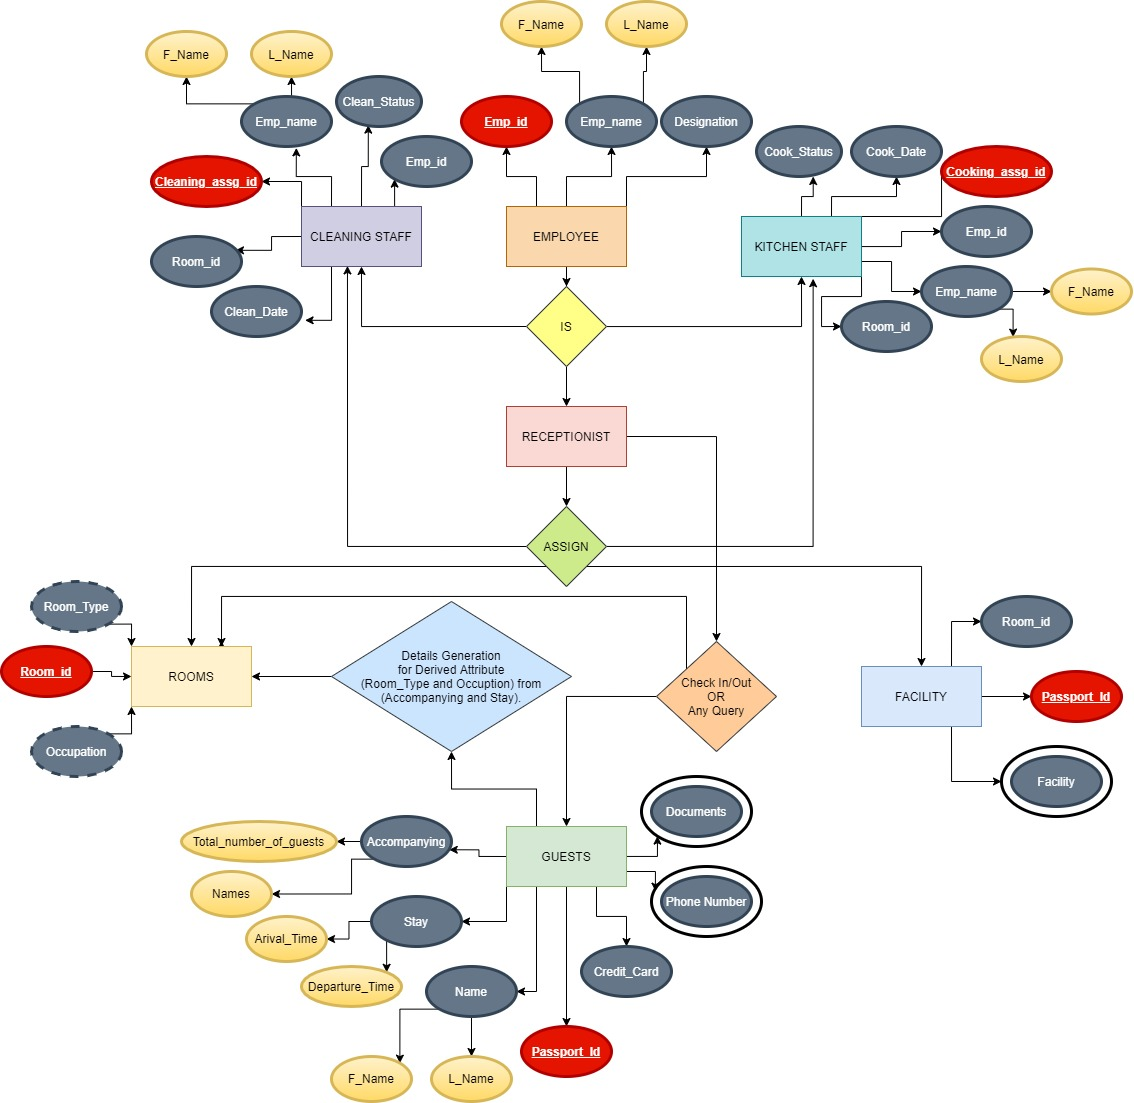 F_Name
L_Name
F_Name
L_Name
Clean_Status
Emp_name
Emp_id
Emp_name
Designation
Cook_Status
Cook_Date
Emp_id
Cleaning_assg_id
Cooking_assg_id
CLEANING STAFF
EMPLOYEE
KITCHEN STAFF
Emp_id
Room_id
Clean_Date
Emp_name
F_Name
IS
Room_id
L_Name
RECEPTIONIST
ASSIGN
Room_Type
Room_id
ROOMS
Occupation
Details Generation
for Derived Attribute
(Room_Type and Occuption) from
(Accompanying and Stay).
Check In/Out
OR
Any Query
Room_id
FACILITY
Passport_Id
Facility
Documents
Total_number_of_guests
Accompanying
GUESTS
Names
Phone Number
Stay
Arival_Time
Credit_Card
Departure_Time
Name
Passport_Id
F_Name
L_Name